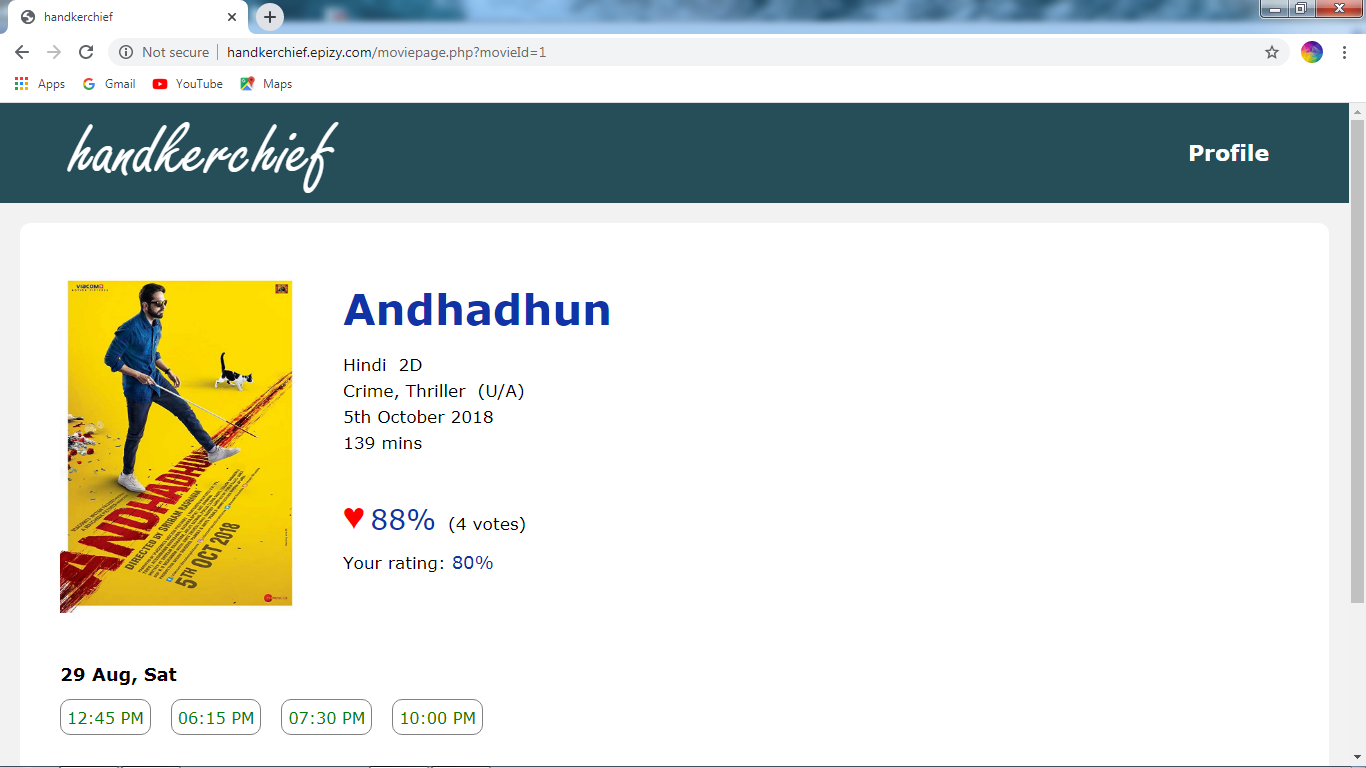 handkerchief
Not secure handkerchief.epizy.com/moviepage.php?movieId=1
Apps Gmail YouTube Maps
handkerchief
Profile
VIACOM
ANDHADHUN
DIRECTED BY SRIRAM RAGHAVAN
5TH OCT 2018
Andhadhun
Hindi 2D
Crime, Thriller (U/A)
5th October 2018
139 mins
♥ 88% (4 votes)
Your rating: 80%
29 Aug, Sat
12:45 PM 06:15 PM 07:30 PM 10:00 PM